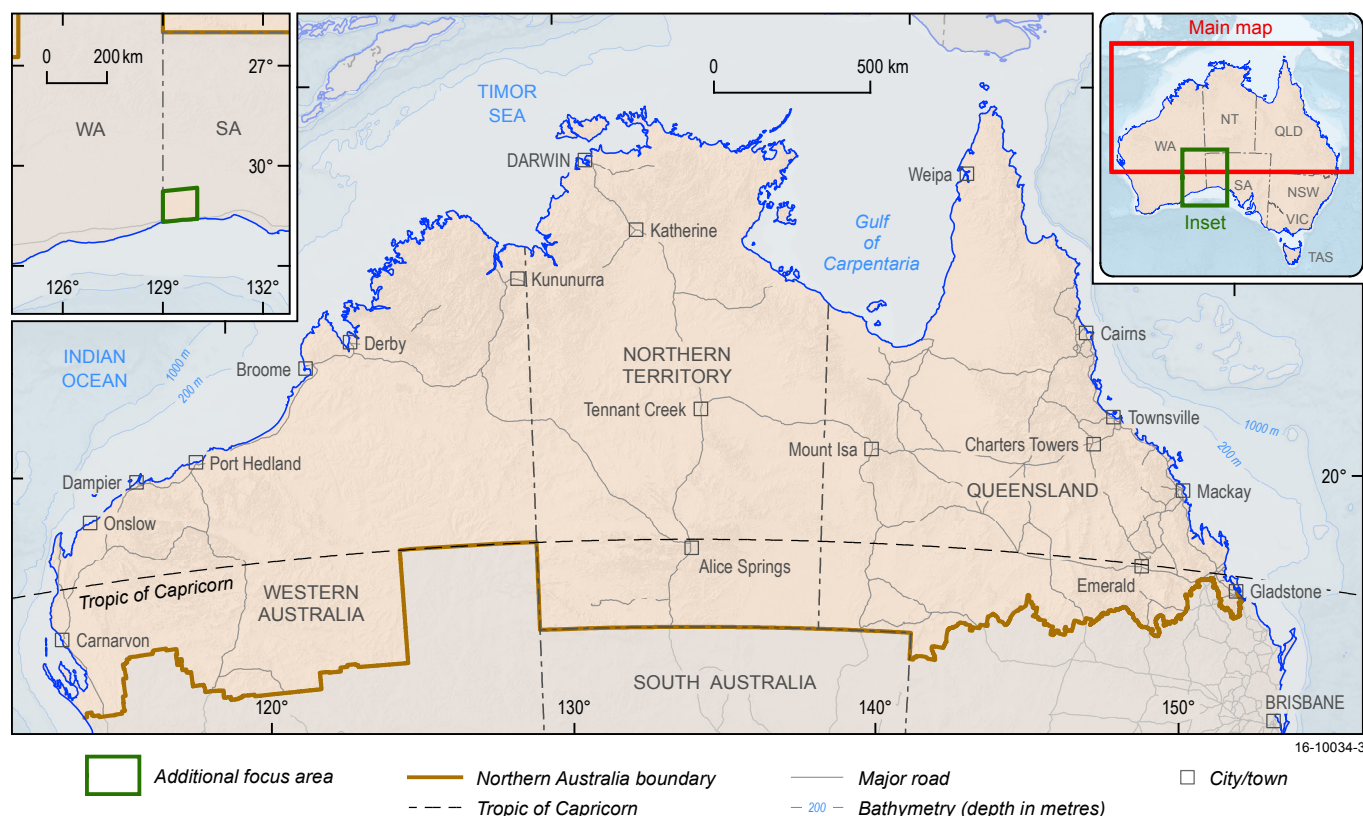 0 200 km
27°
WA
SA
30°
126°
129°
132°
0 500 km
TIMOR
SEA
DARWIN
Katherine
Kununurra
Weipa
Gulf
of
Carpentaria
Main map
NT
QLD
WA
SA
NSW
VIC
TAS
Inset
INDIAN
OCEAN
1000 m
200 m
Derby
Broome
NORTHERN
TERRITORY
Cairns
Tennant Creek
Townsville
1000 m
200 m
Mount Isa
Charters Towers
Port Hedland
Dampier
20°
QUEENSLAND
Mackay
Onslow
Tropic of Capricorn
WESTERN
AUSTRALIA
Alice Springs
Emerald
Gladstone
Carnarvon
SOUTH AUSTRALIA
120°
130°
140°
150°
BRISBANE
16-10034-3
Additional focus area
Northern Australia boundary
Major road
City/town
Tropic of Capricorn
200
Bathymetry (depth in metres)